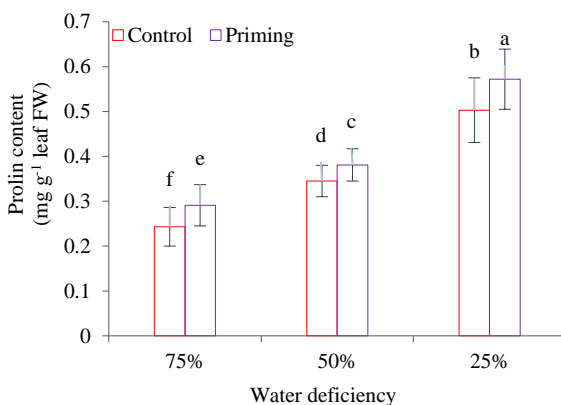 0.7
Control Priming
0.6
0.5
0.4
0.3
0.2
0.1
0
Prolin content
(mg g⁻¹ leaf FW)
f e d c b a
75% 50% 25%
Water deficiency